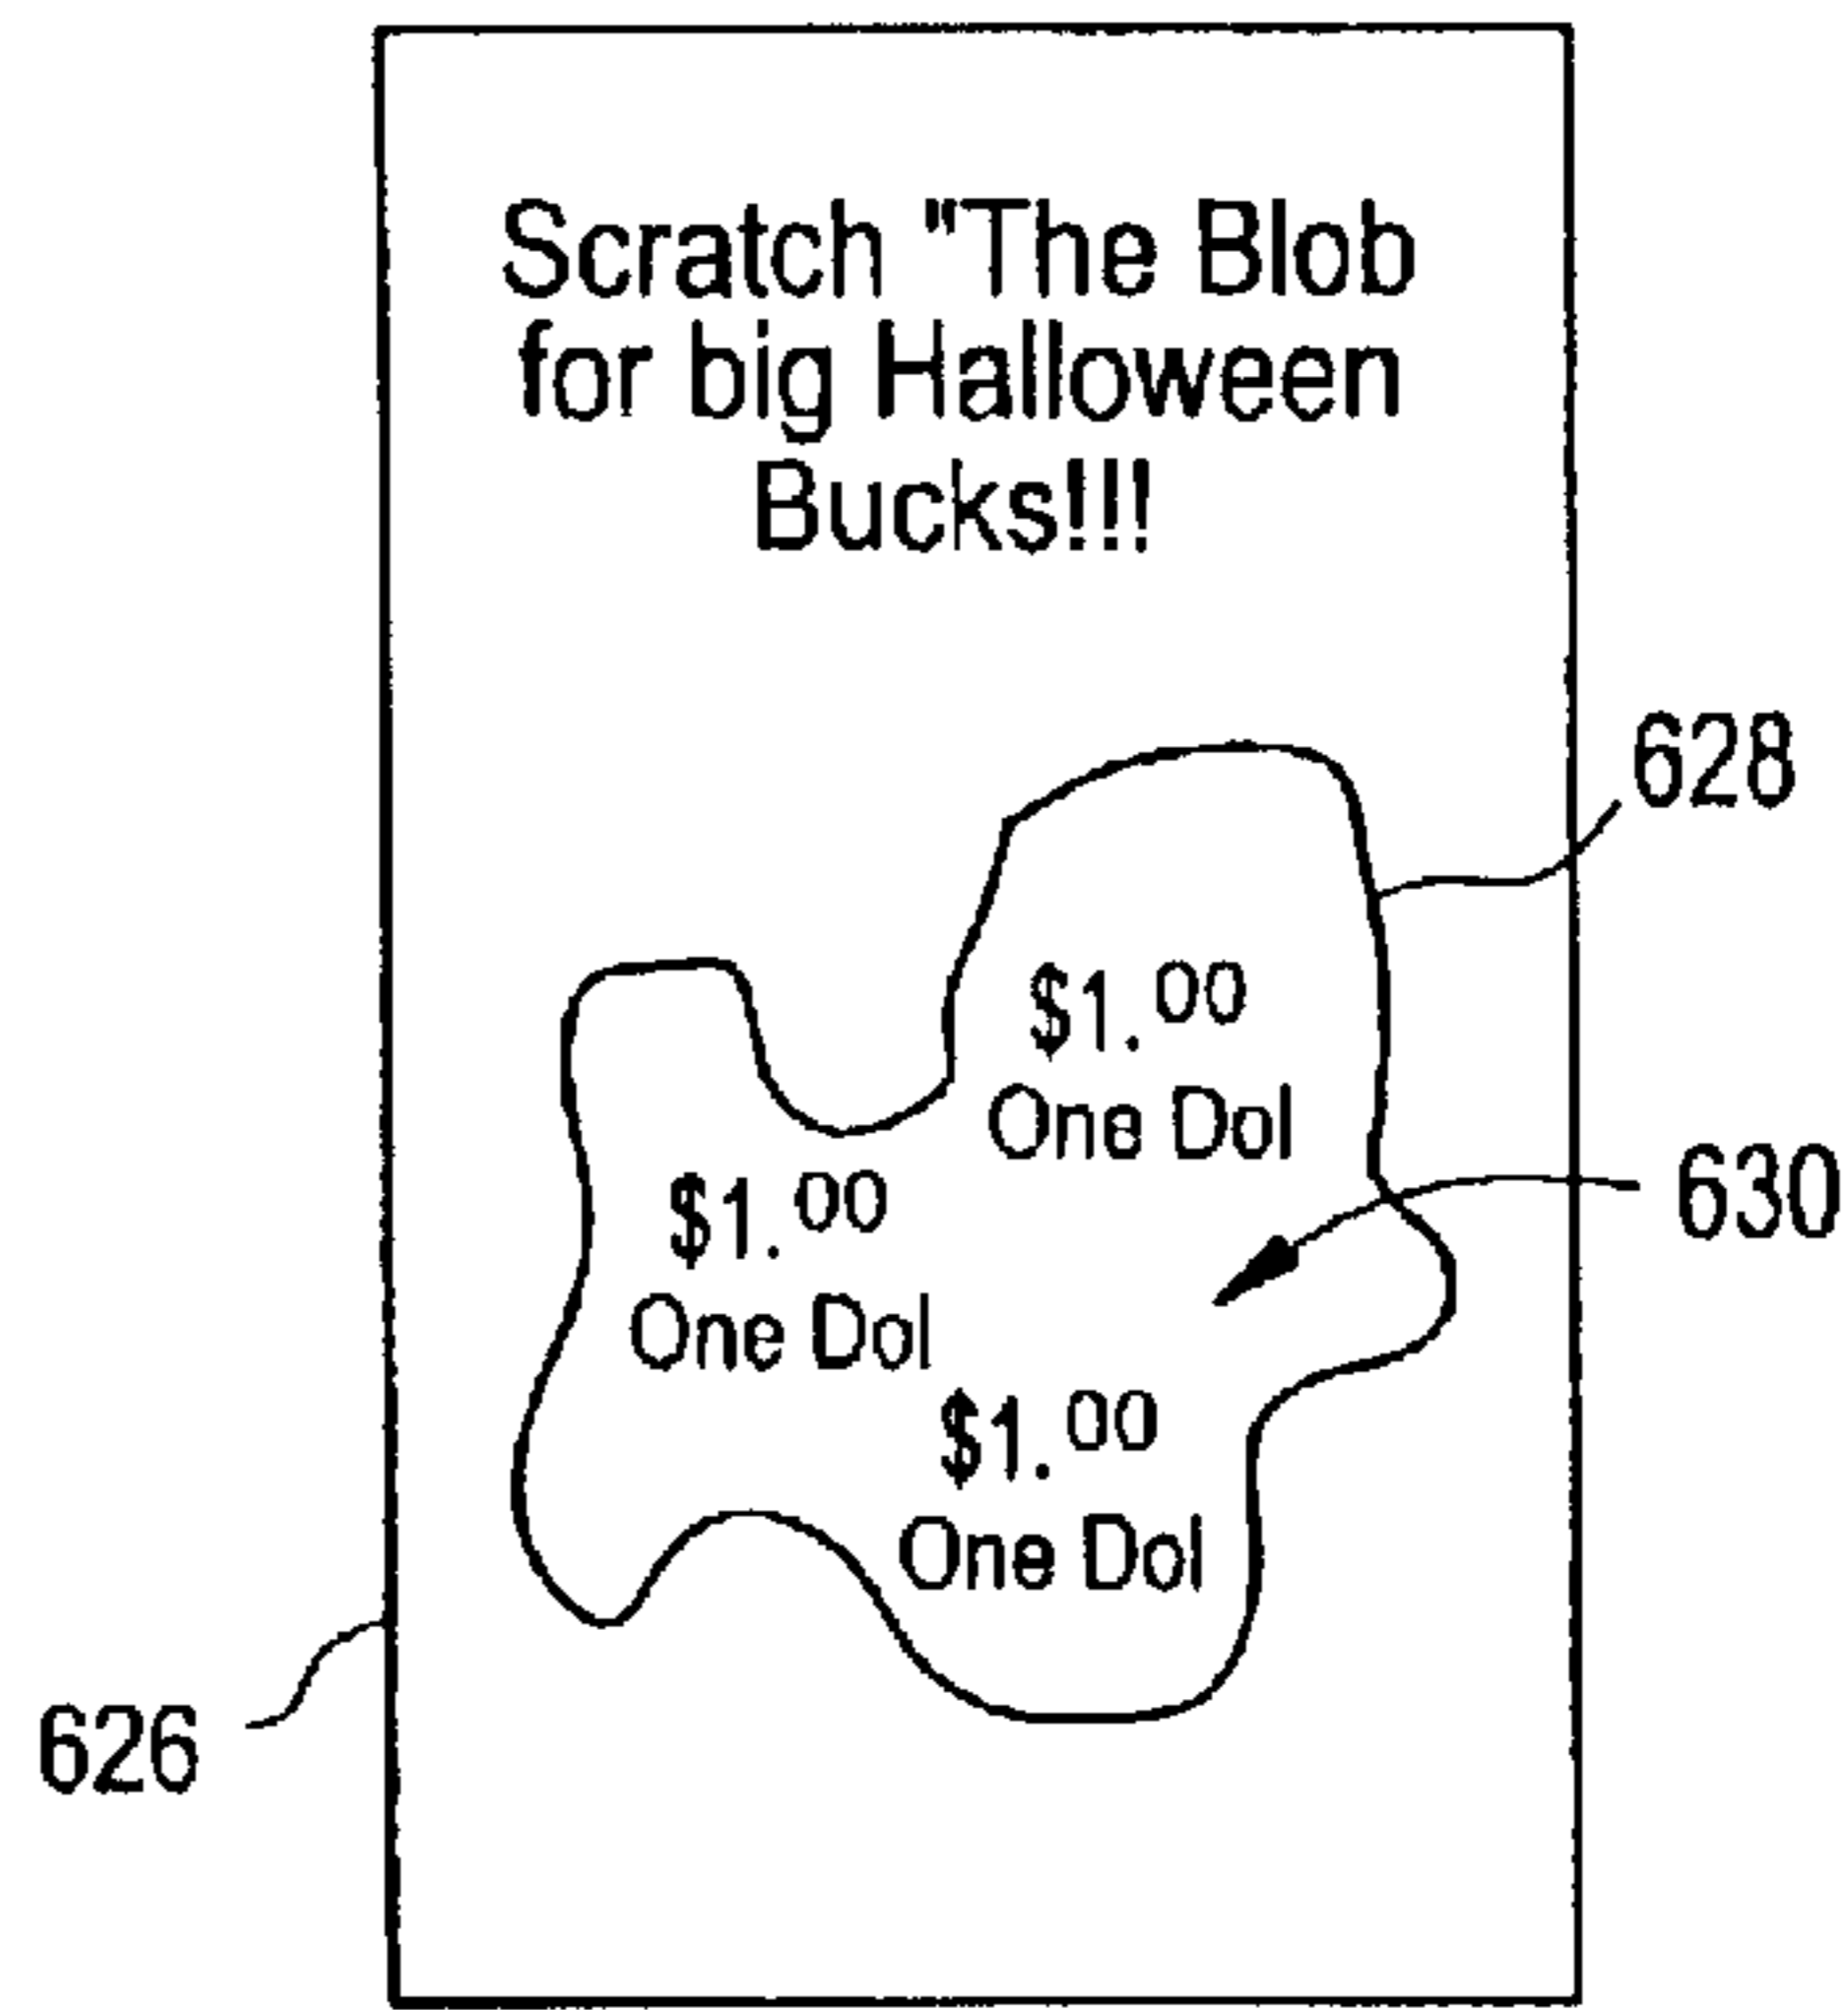 Scratch "The Blob
for big Halloween
Bucks!!!
628
$1.00
One Dol
630
$1.00
One Dol
$1.00
One Dol
626